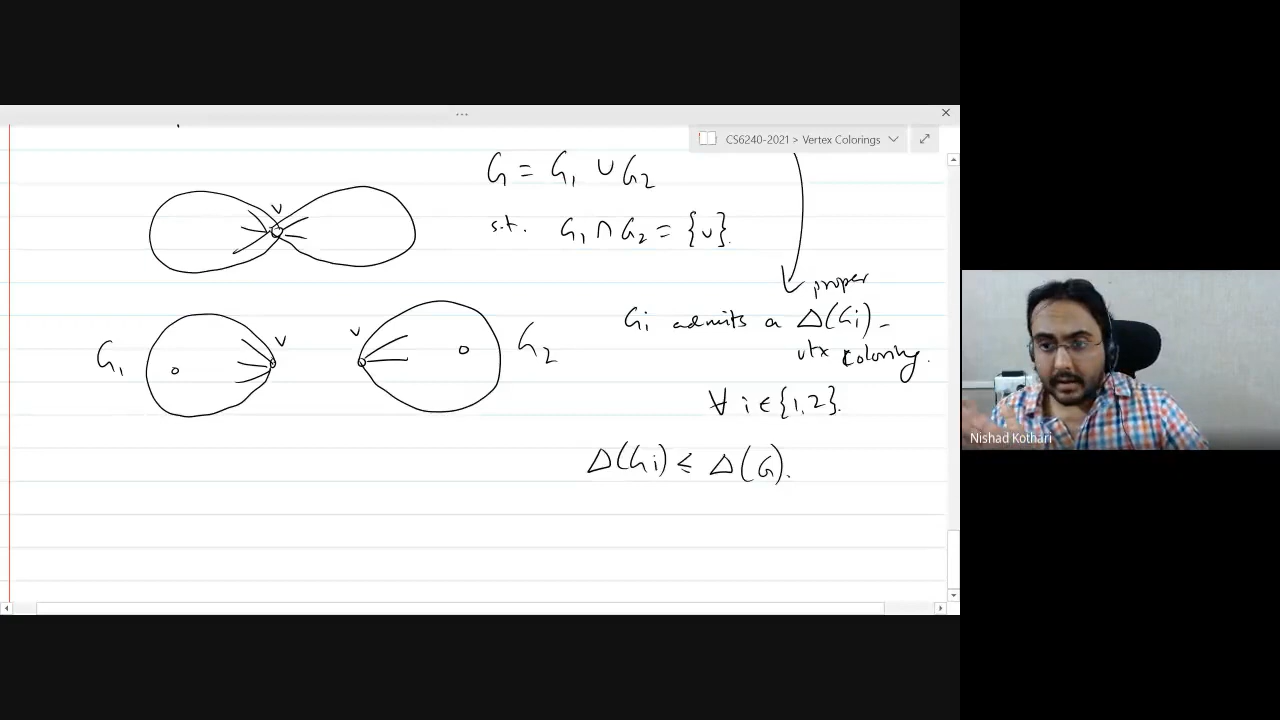 CS6240-2021 > Vertex Colorings
G = G₁ ∪ G₂
s.t. G₁ ∩ G₂ = {v}.
v
proper
Gi admits a Δ(Gi) –
vtx coloring.
∀ i ∈ {1,2}.
G₁
v
v
G₂
Δ(Gi) ≤ Δ(G).
Nishad Kothari